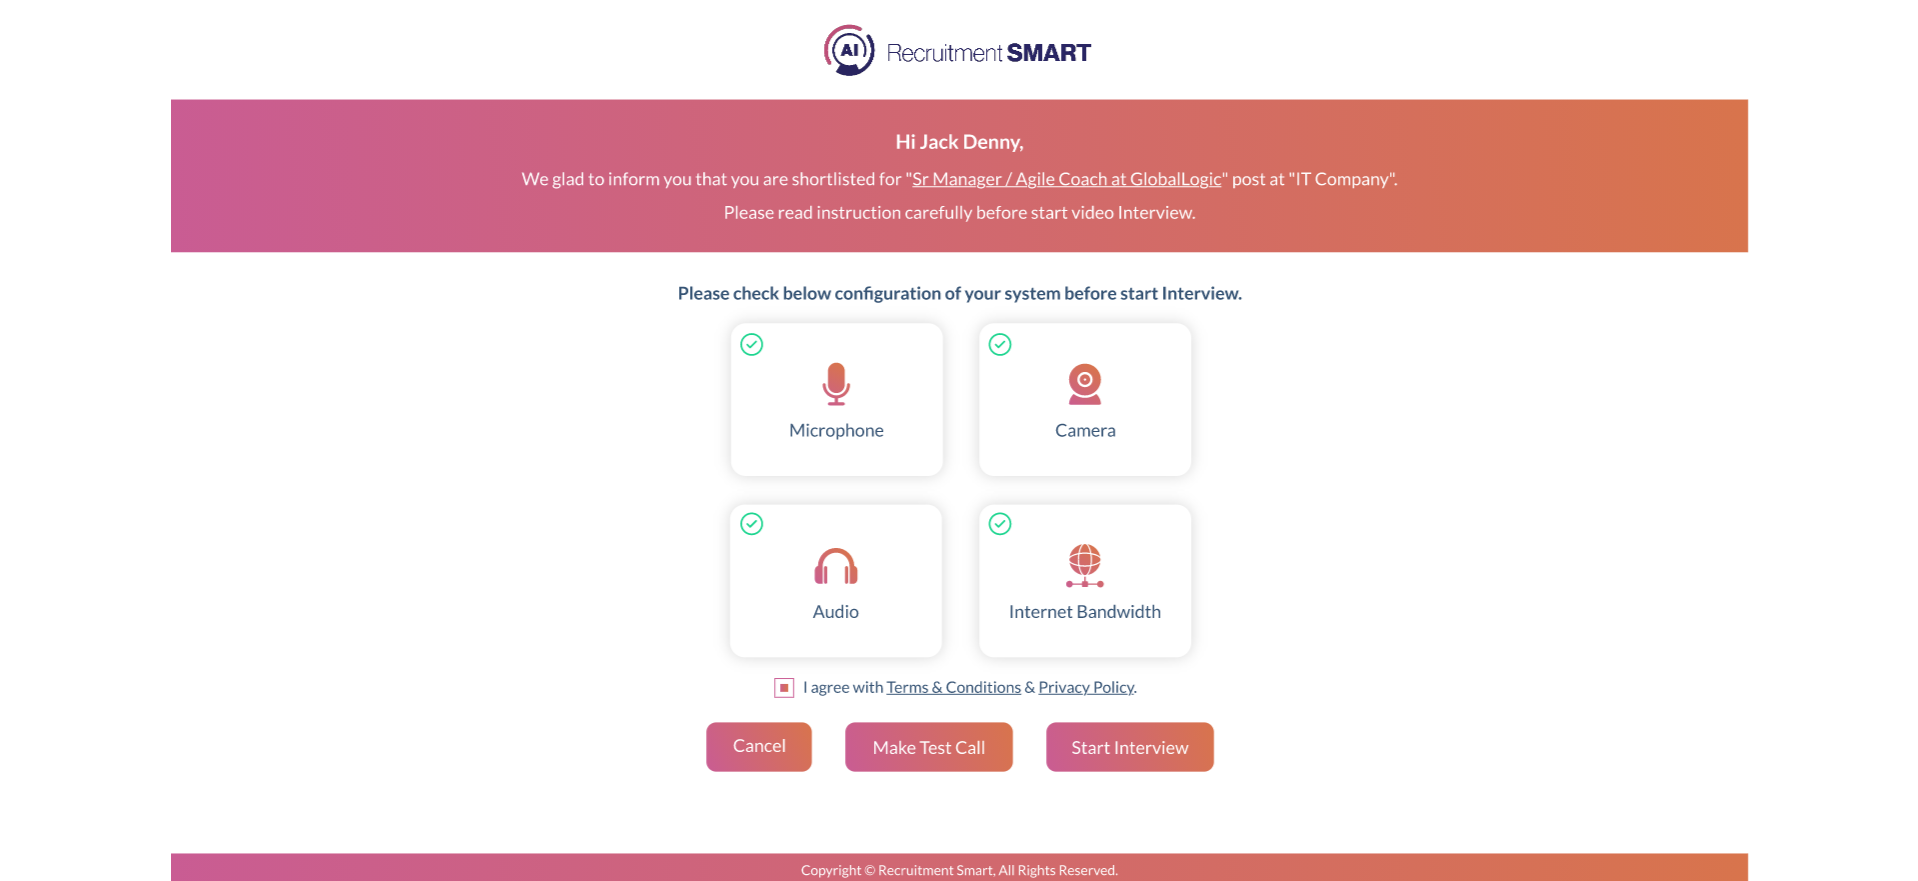 AI Recruitment SMART
Hi Jack Denny,
We glad to inform you that you are shortlisted for "Sr Manager / Agile Coach at GlobalLogic" post at "IT Company".
Please read instruction carefully before start video Interview.
Please check below configuration of your system before start Interview.
Microphone
Camera
Audio
Internet Bandwidth
I agree with Terms & Conditions & Privacy Policy.
Cancel
Make Test Call
Start Interview
Copyright © Recruitment Smart, All Rights Reserved.